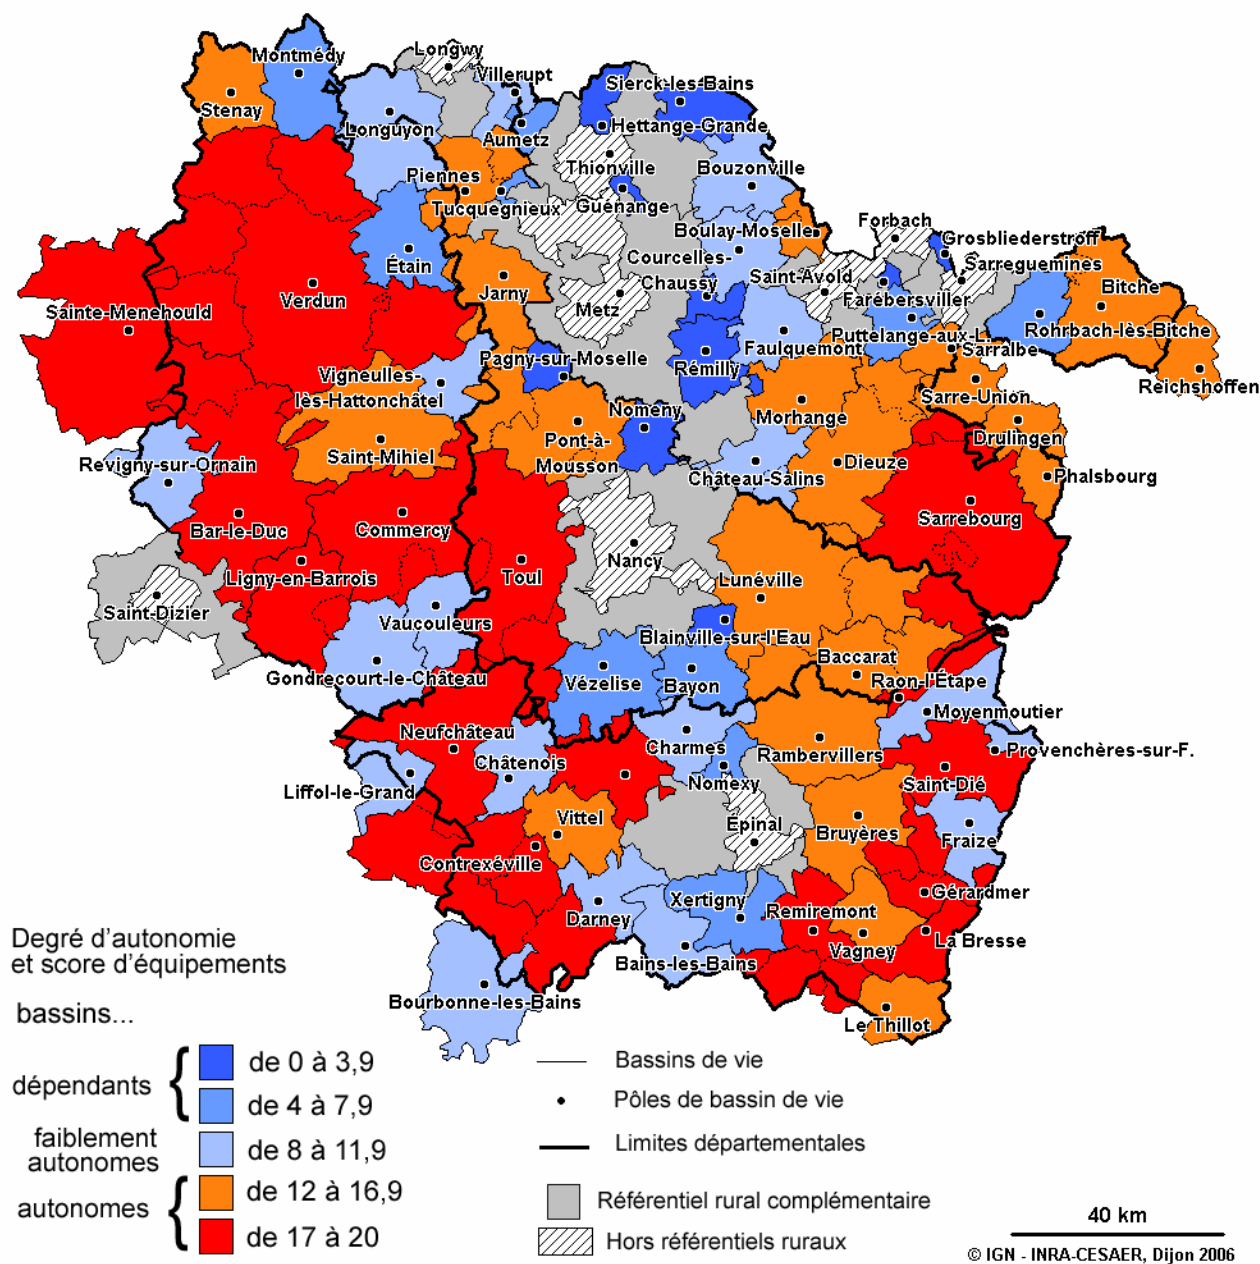 Longwy
Montmédy
Villerupt
Sierck-les-Bains
Stenay
Longuyon
Aumetz
Hettange-Grande
Thionville
Bouzonville
Piennes
Tucquegnieux
Guénange
Forbach
Boulay-Moselle
Grosbliederstroff
Étain
Courcelles-
Chaussy
Saint-Avold
Sarreguemines
Jarny
Metz
Farébersviller
Bitche
Verdun
Sainte-Menehould
Puttelange-aux-L.
Rohrbach-lès-Bitche
Faulquemont
Sarralbe
Pagny-sur-Moselle
Rémilly
Reichshoffen
Vigneulles-
lès-Hattonchâtel
Sarre-Union
Nomeny
Morhange
Pont-à-
Mousson
Drulingen
Saint-Mihiel
Revigny-sur-Ornain
Dieuze
Château-Salins
Phalsbourg
Sarrebourg
Bar-le-Duc
Commercy
Nancy
Ligny-en-Barrois
Toul
Lunéville
Saint-Dizier
Vaucouleurs
Blainville-sur-l'Eau
Baccarat
Gondrecourt-le-Château
Vézelise
Bayon
Raon-l'Étape
Moyenmoutier
Neufchâteau
Charmes
Rambervillers
Provenchères-sur-F.
Châtenois
Nomexy
Saint-Dié
Liffol-le-Grand
Vittel
Épinal
Bruyères
Fraize
Contrexéville
Gérardmer
Xertigny
Darney
Remiremont
La Bresse
Vagney
Bains-les-Bains
Bourbonne-les-Bains
Le Thillot
Degré d'autonomie
et score d'équipements
bassins...
dépendants
de 0 à 3,9
de 4 à 7,9
faiblement
autonomes
de 8 à 11,9
autonomes
de 12 à 16,9
de 17 à 20
Bassins de vie
Pôles de bassin de vie
Limites départementales
Référentiel rural complémentaire
Hors référentiels ruraux
40 km
© IGN - INRA-CESAER, Dijon 2006